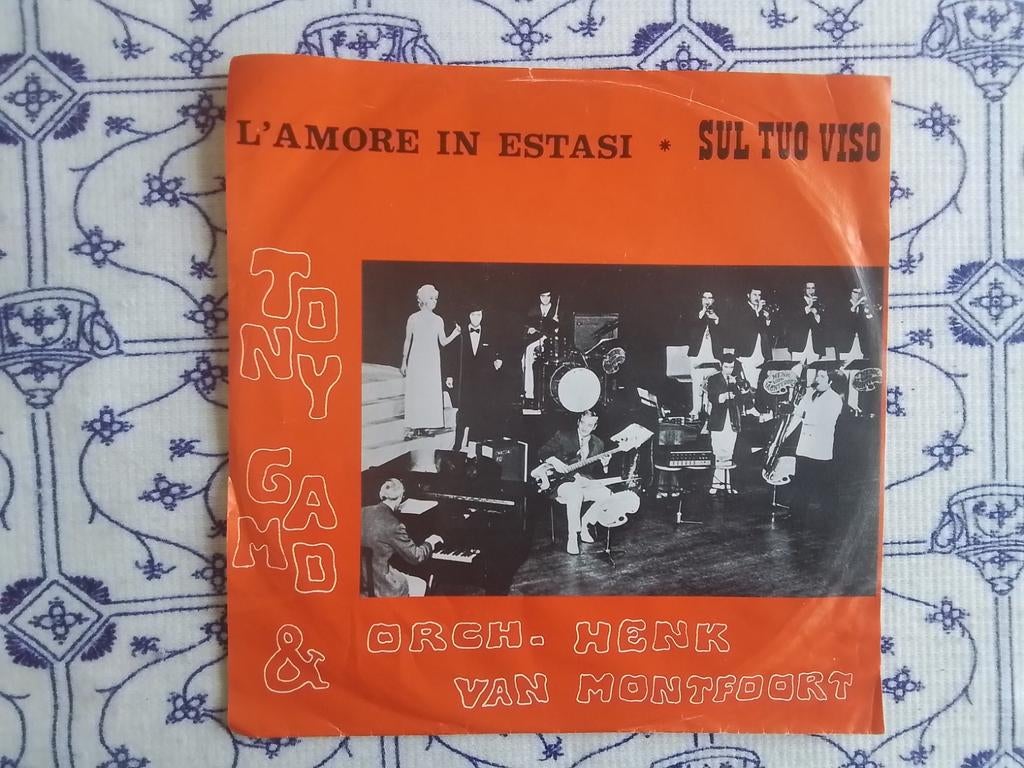 L'AMORE IN ESTASI * SUL TUO VISO
TONY
GAMO
&
ORCH. HENK
VAN MONTFOORT